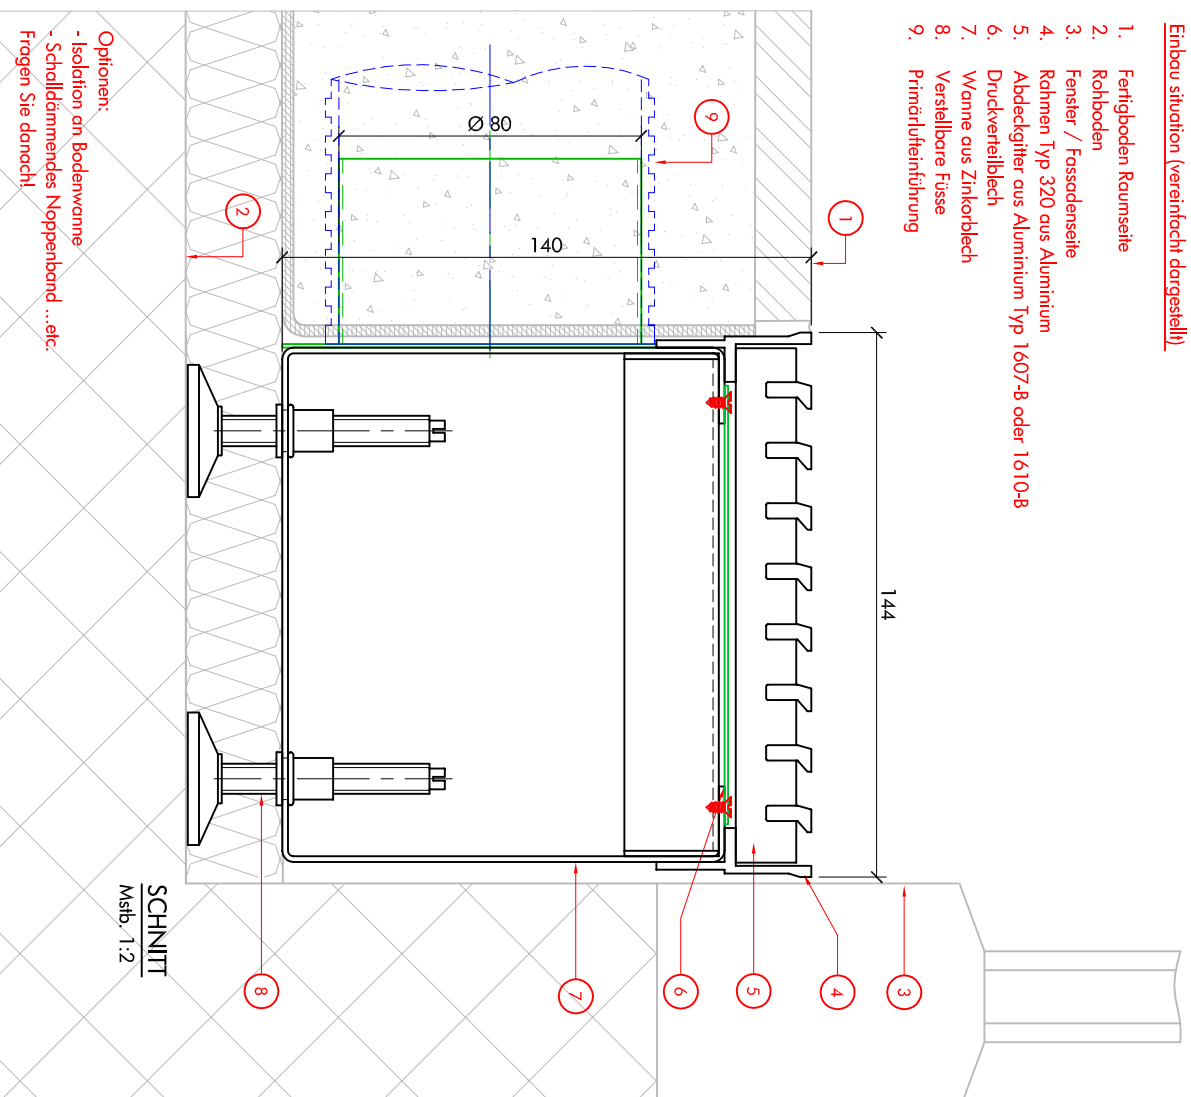 Einbau situation (vereinfacht dargestellt)
1. Fertigboden Raumseite
2. Rohboden
3. Fenster / Fassadenseite
4. Rahmen Typ 320 aus Aluminium
5. Abdeckgitter aus Aluminium Typ 1607-B oder 1610-B
6. Druckverteilblech
7. Wanne aus Zinkorblech
8. Verstellbare Füsse
9. Primärlufteinführung
144
140
Ø 80
1
2
3
4
5
6
7
8
9
Optionen:
- Isolation an Bodenwanne
- Schalldämmendes Noppenband ...etc.
Fragen Sie danach!
SCHNITT
Mstb. 1:2